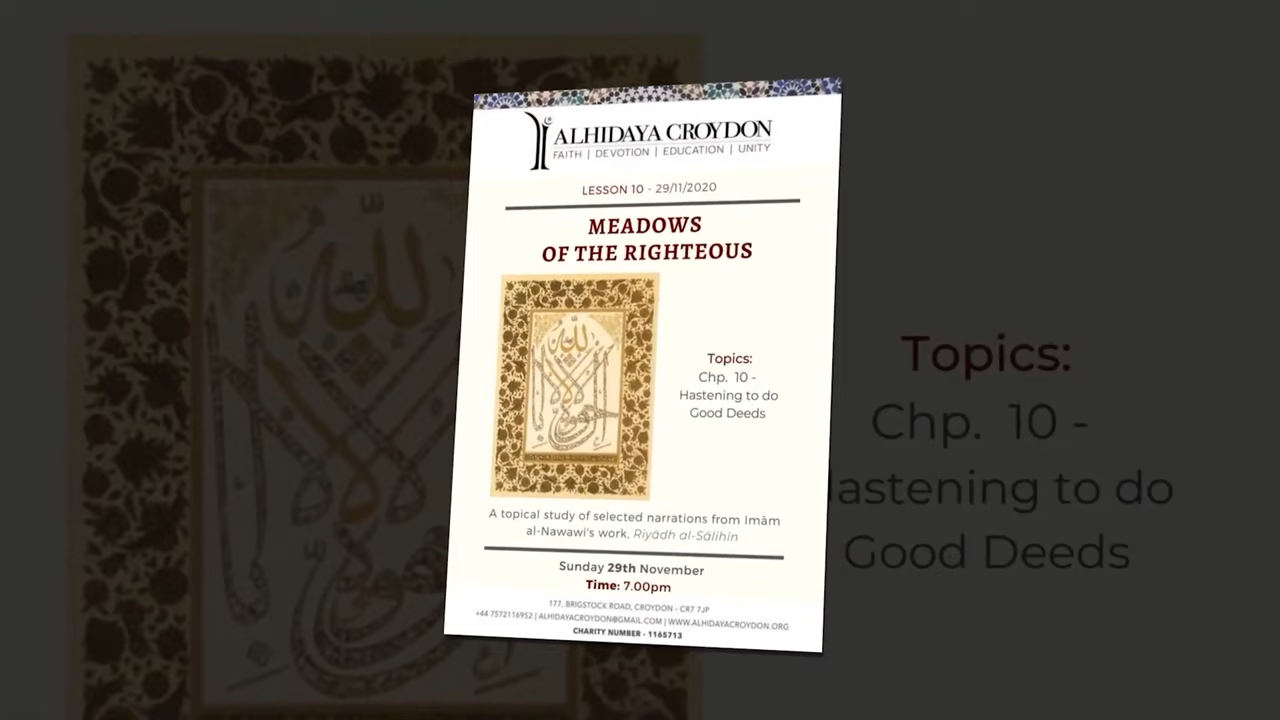 ALHIDAYA CROYDON
FAITH | DEVOTION | EDUCATION | UNITY
LESSON 10 - 29/11/2020
MEADOWS
OF THE RIGHTEOUS
الله
Topics:
Chp. 10 -
Hastening to do
Good Deeds
A topical study of selected narrations from Imām
al-Nawawi's work, Riyādh al-Sālihīn
Sunday 29th November
Time: 7.00pm
177, BRIGSTOCK ROAD, CROYDON - CR7 7JP
+44 7572116952 | ALHIDAYACROYDON@GMAIL.COM | WWW.ALHIDAYACROYDON.ORG
CHARITY NUMBER - 1165713
Topics:
Chp. 10 -
astening to do
Good Deeds